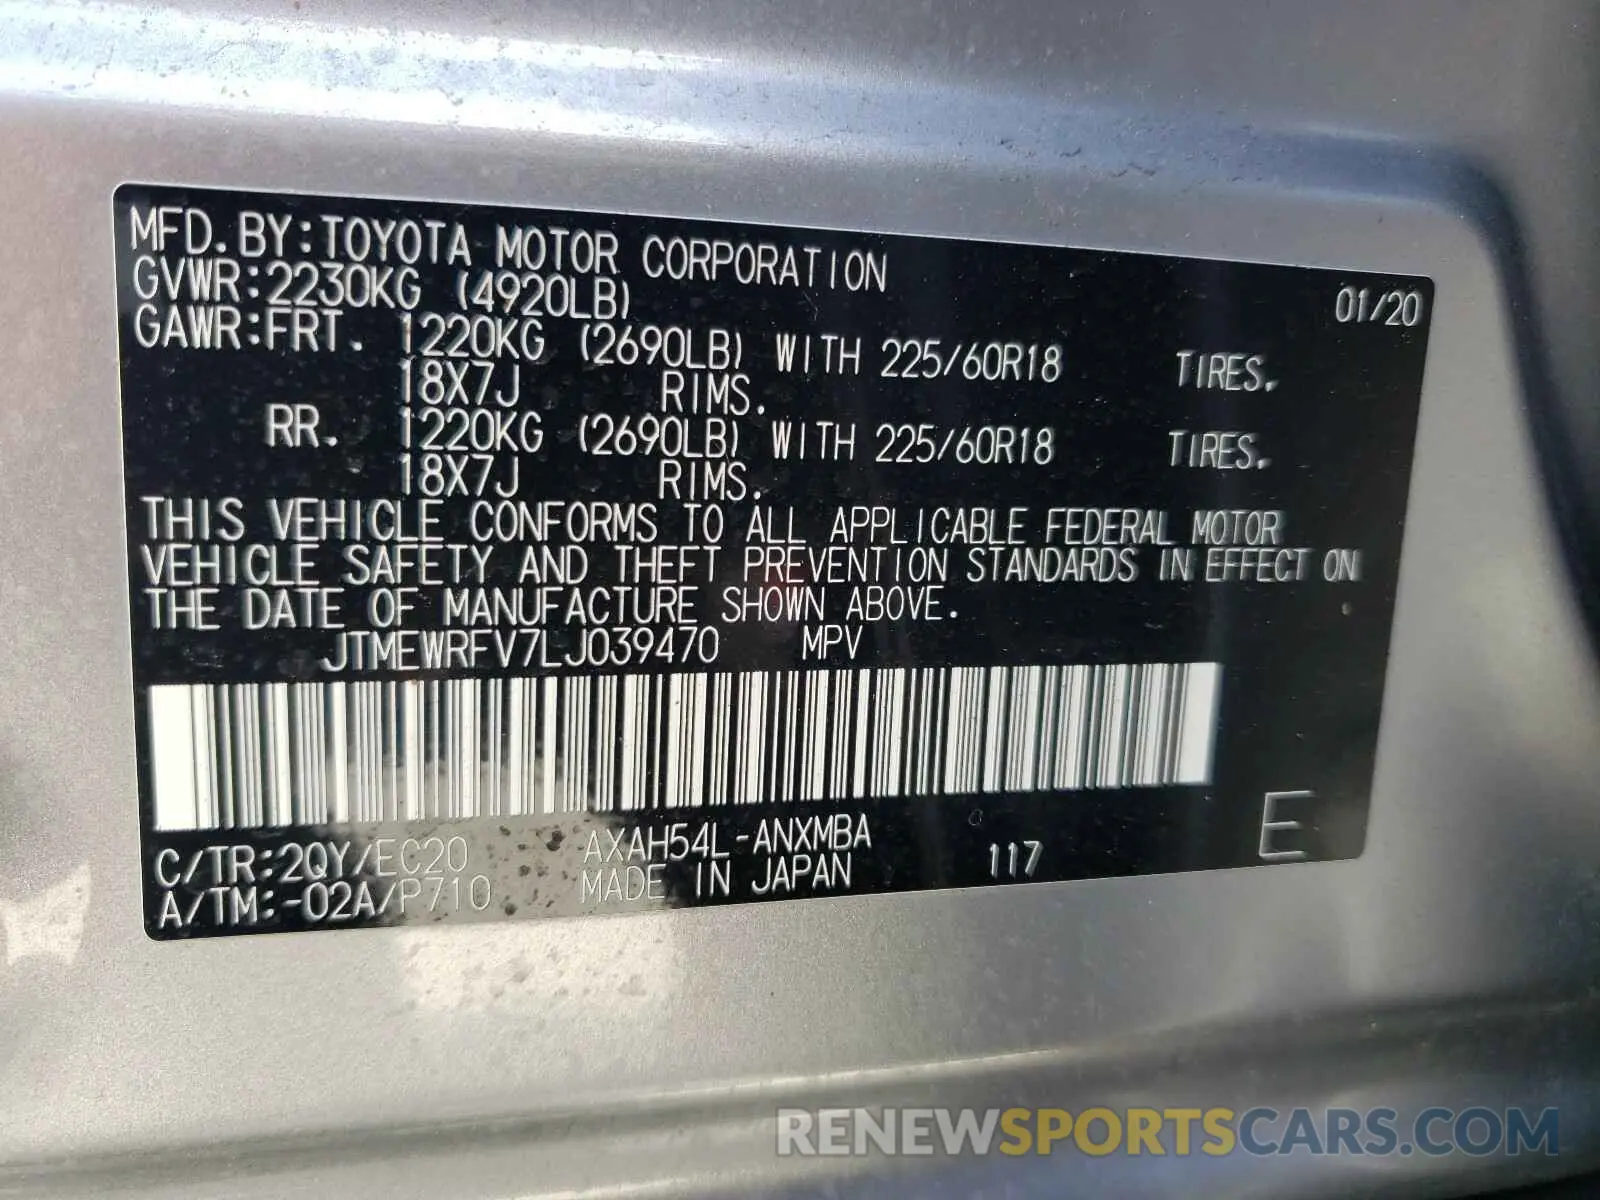 MFD.BY:TOYOTA MOTOR CORPORATION 01/20
GVWR:2230KG (4920LB)
GAWR:FRT. 1220KG (2690LB) WITH 225/60R18 TIRES.
18X7J RIMS.
RR. 1220KG (2690LB) WITH 225/60R18 TIRES.
18X7J RIMS.
THIS VEHICLE CONFORMS TO ALL APPLICABLE FEDERAL MOTOR
VEHICLE SAFETY AND THEFT PREVENTION STANDARDS IN EFFECT ON
THE DATE OF MANUFACTURE SHOWN ABOVE.
JTMEWRFV7LJ039470 MPV
C/TR:2QY/EC20 AXAH54L-ANXMBA 117 E
A/TM:-02A/P710 MADE IN JAPAN
RENEWSPORTSCARS.COM